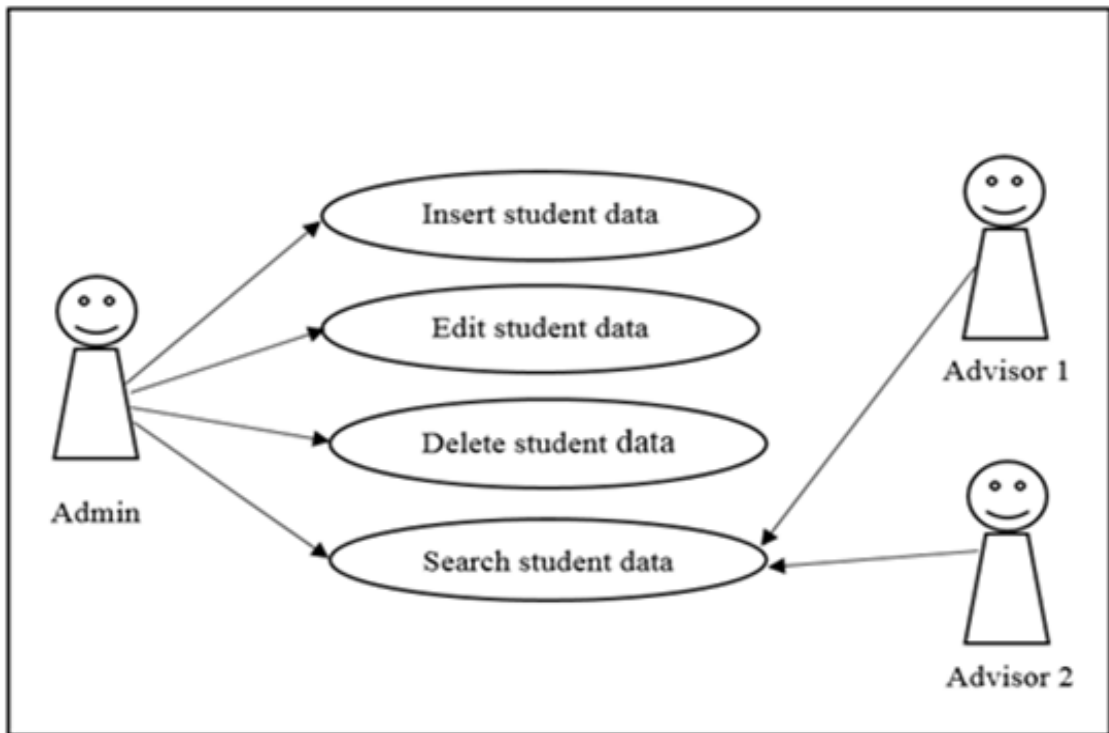 Insert student data
Edit student data
Delete student data
Search student data
Admin
Advisor 1
Advisor 2